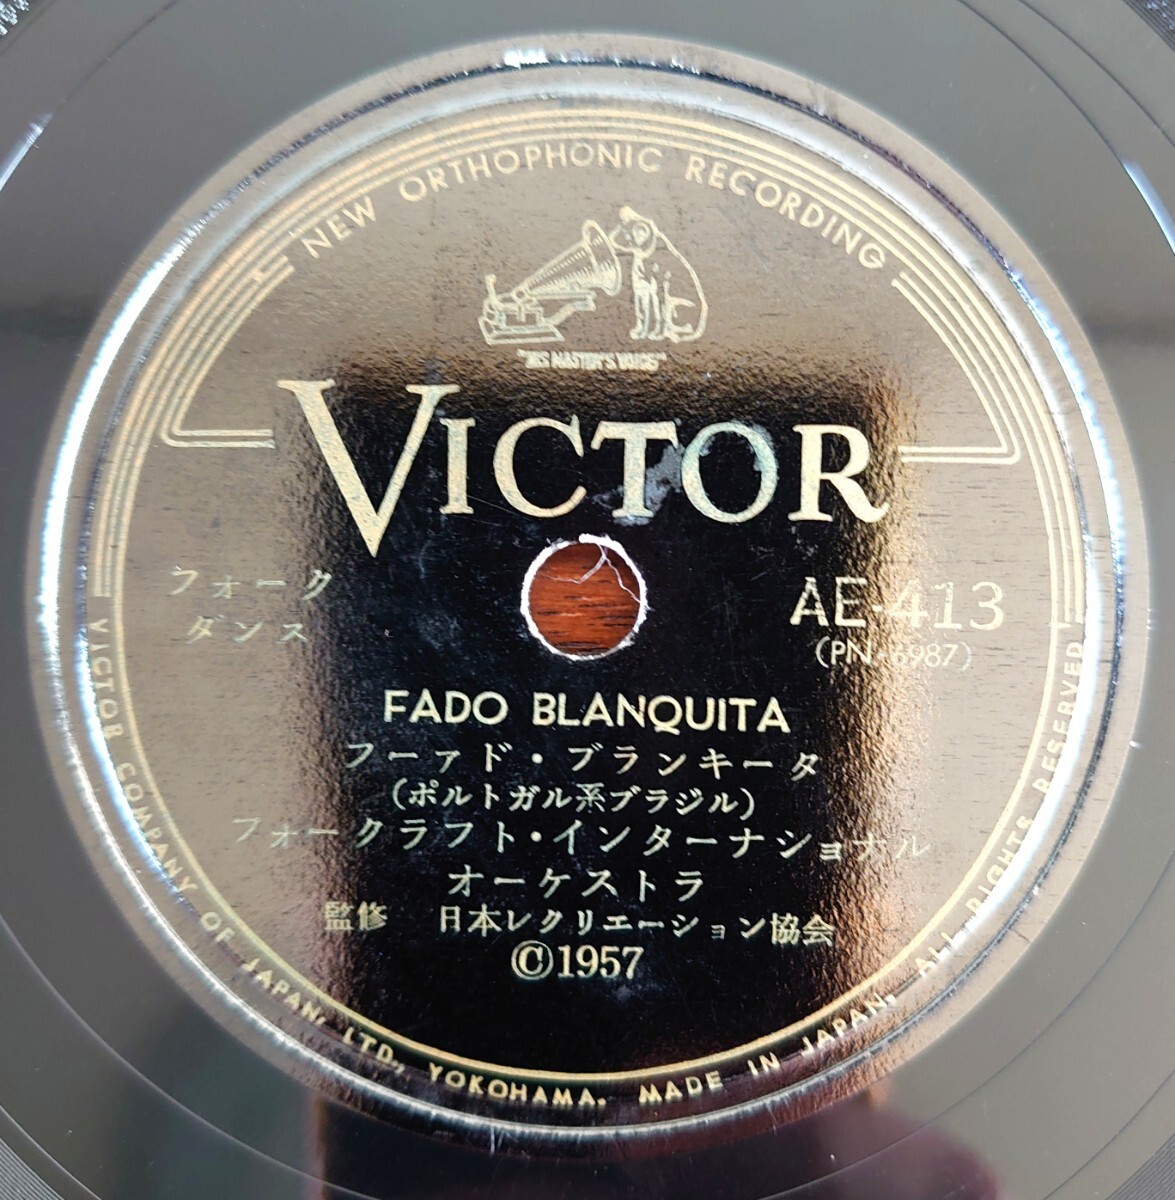 NEW ORTHOPHONIC RECORDING
"HIS MASTER'S VOICE"
VICTOR
フォーク
ダンス
AE-413
(PN-6987)
FADO BLANQUITA
フーァド・ブランキータ
(ポルトガル系ブラジル)
フォークラフト・インターナショナル
オーケストラ
監修 日本レクリエーション協会
©1957
VICTOR COMPANY OF JAPAN, LTD., YOKOHAMA. MADE IN JAPAN. ALL RIGHTS RESERVED